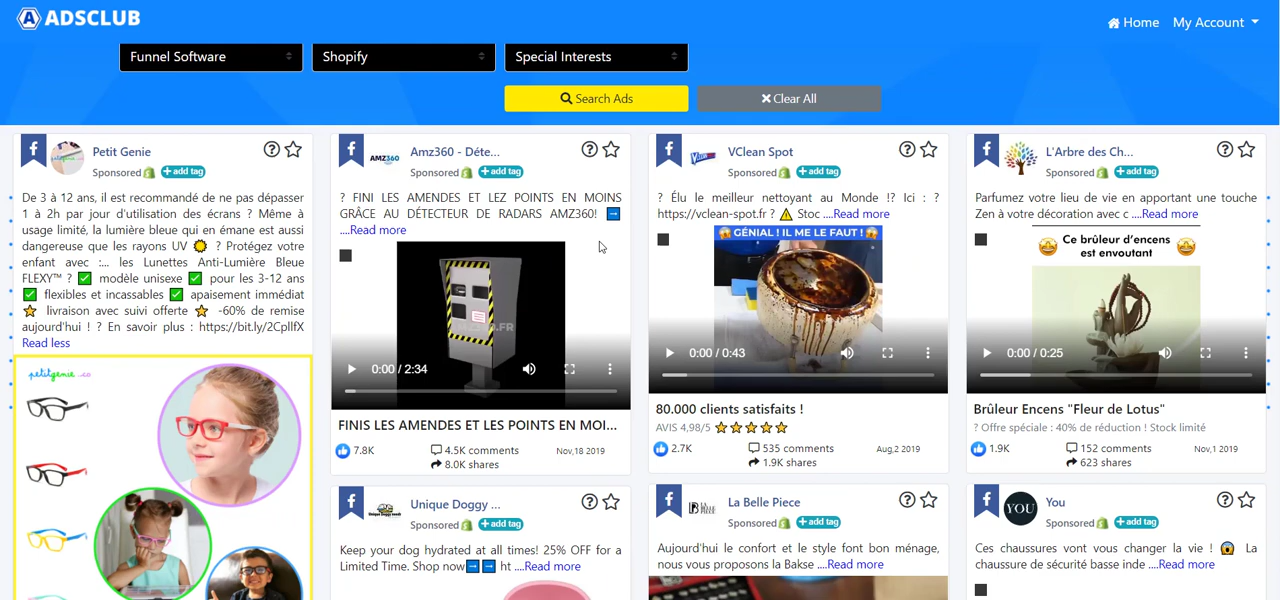 ADSCLUB
Home My Account
Funnel Software Shopify Special Interests
Search Ads Clear All
Petit Genie
Sponsored add tag
De 3 à 12 ans, il est recommandé de ne pas dépasser
1 à 2h par jour d'utilisation des écrans ? Même à
usage limité, la lumière bleue qui en émane est aussi
dangereuse que les rayons UV ☀ ? Protégez votre
enfant avec :... les Lunettes Anti-Lumière Bleue
FLEXY™ ? ✅ modèle unisexe ✅ pour les 3-12 ans
✅ flexibles et incassables ✅ apaisement immédiat
⭐ livraison avec suivi offerte ⭐ -60% de remise
aujourd'hui ! ? En savoir plus : https://bit.ly/2CpllfX
Read less
petitgenie.co
Amz360 - Déte...
Sponsored add tag
AMZ360
? FINI LES AMENDES ET LEZ POINTS EN MOINS
GRÂCE AU DÉTECTEUR DE RADARS AMZ360! ➡
....Read more
AMZ360.FR
0:00 / 2:34
FINIS LES AMENDES ET LES POINTS EN MOI...
7.8K 4.5K comments Nov,18 2019
8.0K shares
Unique Doggy ...
Sponsored add tag
Keep your dog hydrated at all times! 25% OFF for a
Limited Time. Shop now➡➡ ht ....Read more
VClean Spot
Sponsored add tag
? Élu le meilleur nettoyant au Monde !? Ici : ?
https://vclean-spot.fr ? ⚠ Stoc ....Read more
GÉNIAL ! IL ME LE FAUT !
0:00 / 0:43
80.000 clients satisfaits !
AVIS 4,98/5 ⭐⭐⭐⭐⭐
2.7K 535 comments Aug,2 2019
1.9K shares
La Belle Piece
Sponsored add tag
Aujourd'hui le confort et le style font bon ménage,
nous vous proposons la Bakse ....Read more
L'Arbre des Ch...
Sponsored add tag
Parfumez votre lieu de vie en apportant une touche
Zen à votre décoration avec c ....Read more
Ce brûleur d'encens
est envoutant
0:00 / 0:25
Brûleur Encens "Fleur de Lotus"
? Offre spéciale : 40% de réduction ! Stock limité
1.9K 152 comments Nov,1 2019
623 shares
YOU
You
Sponsored add tag
Ces chaussures vont vous changer la vie ! 😱 La
chaussure de sécurité basse inde ....Read more